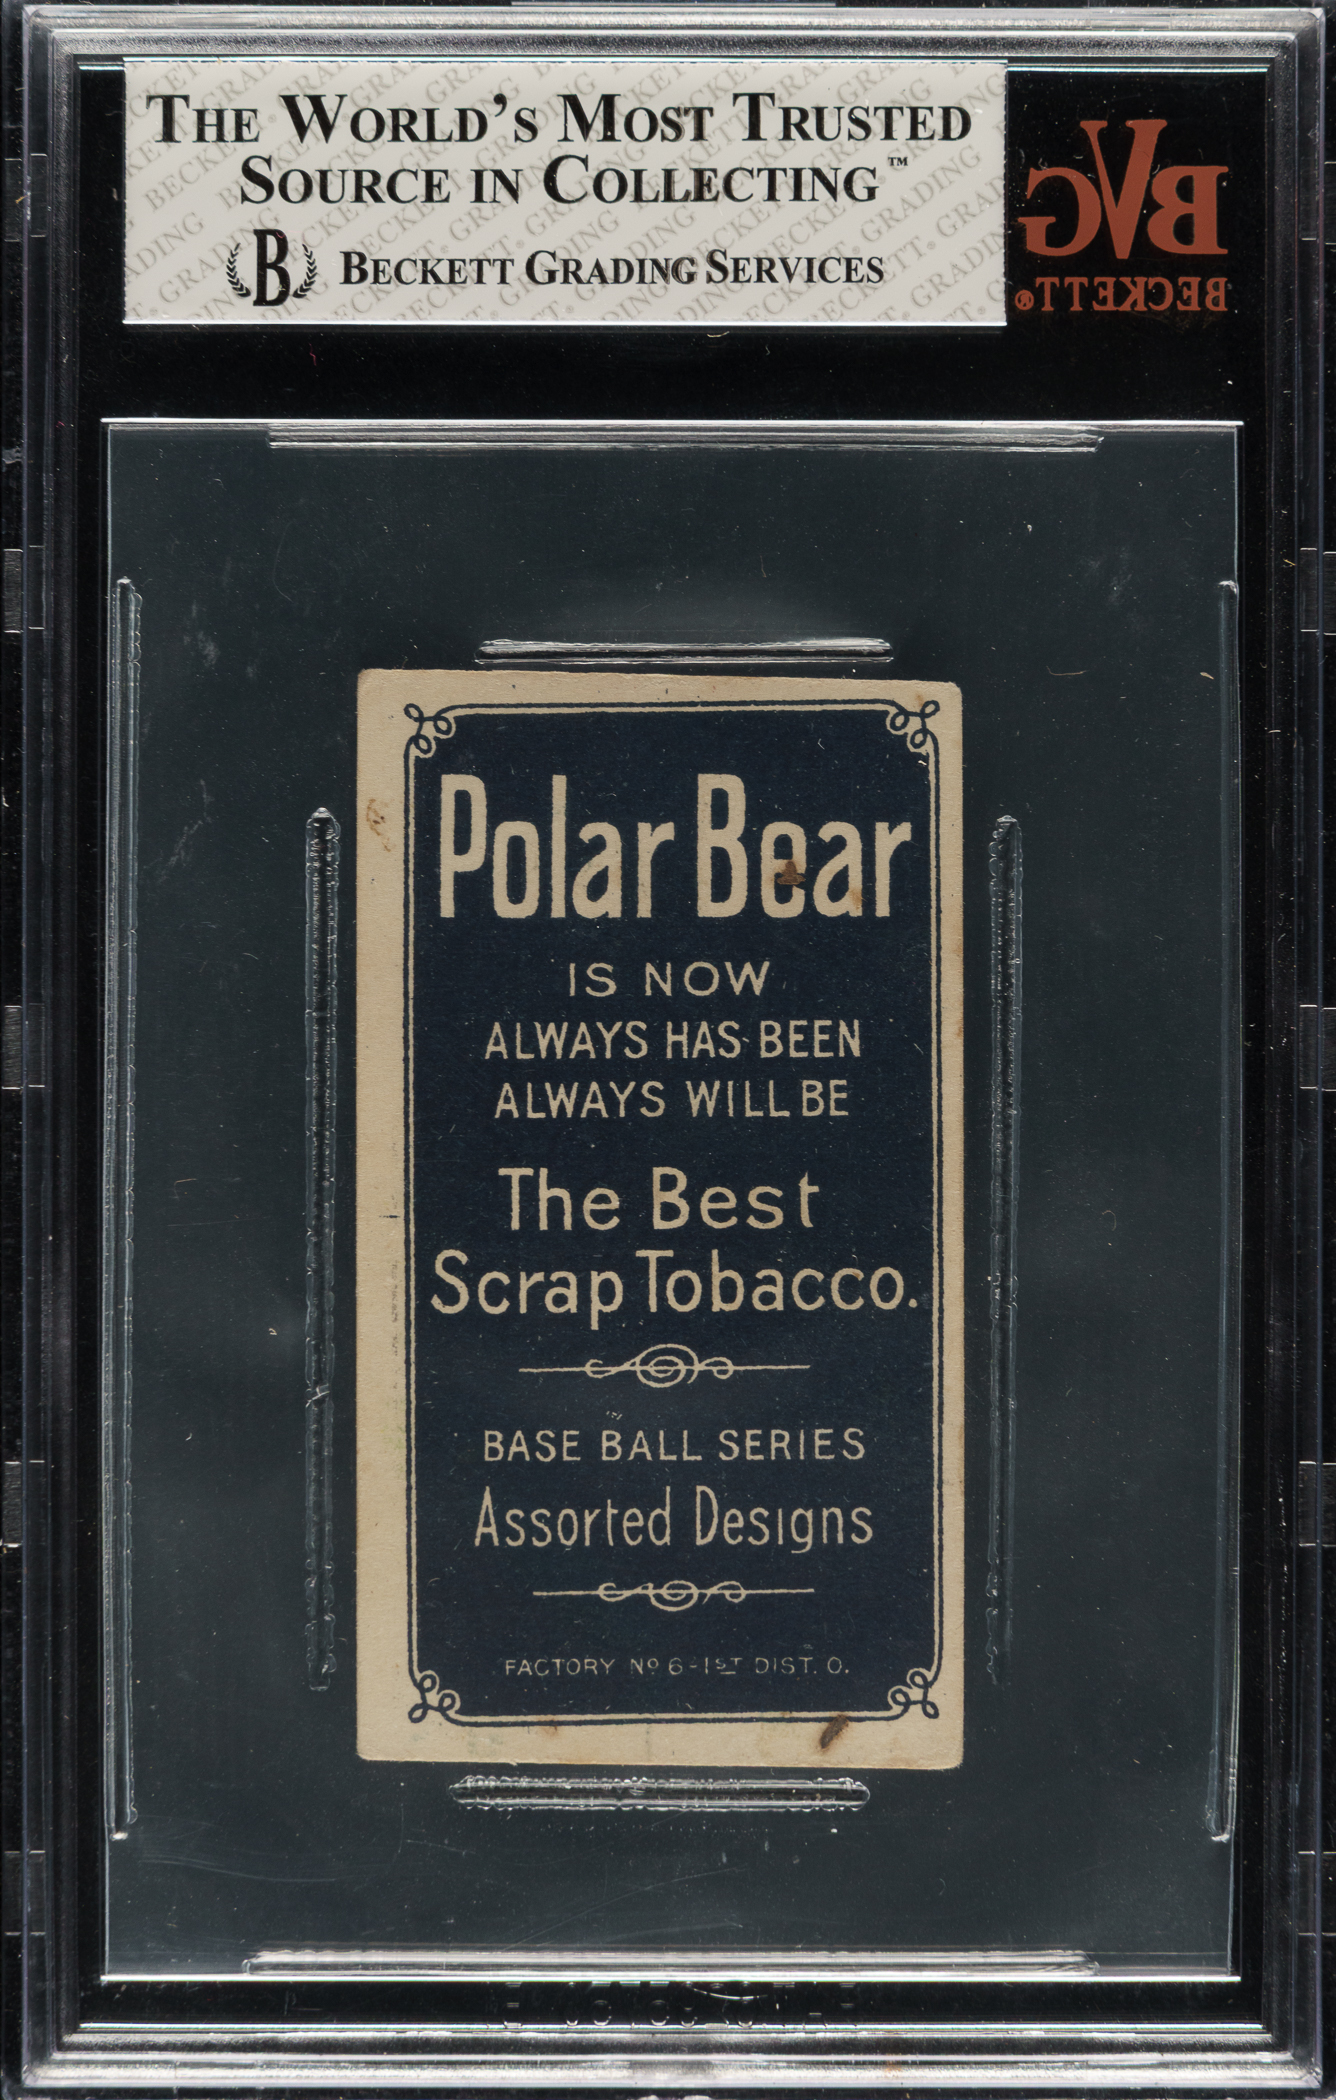 THE WORLD'S MOST TRUSTED
SOURCE IN COLLECTING™
B BECKETT GRADING SERVICES
BVG
BECKETT®
Polar Bear
IS NOW
ALWAYS HAS BEEN
ALWAYS WILL BE
The Best
Scrap Tobacco.
BASE BALL SERIES
Assorted Designs
FACTORY No 6-1ST DIST. O.